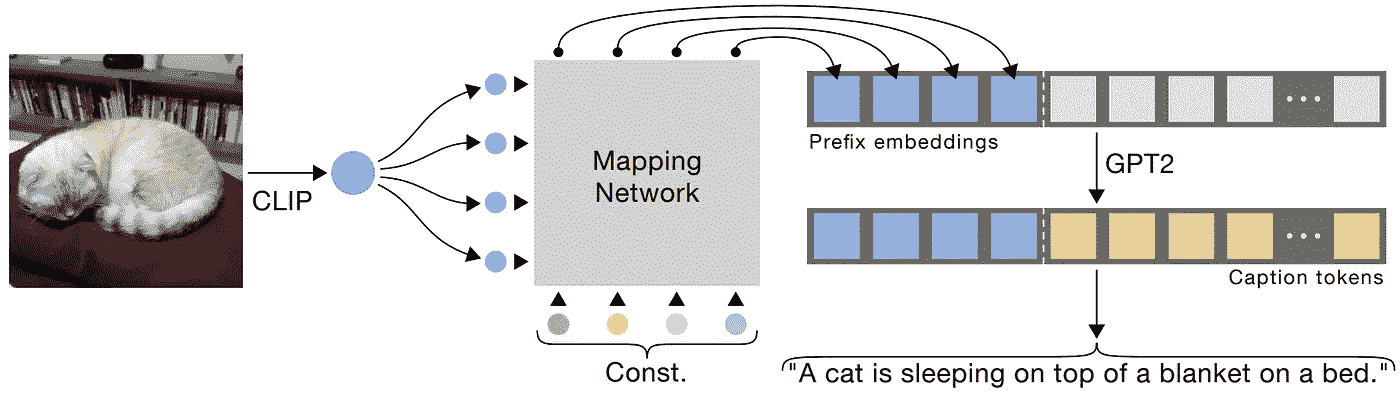 CLIP
Mapping
Network
Const.
Prefix embeddings
GPT2
Caption tokens
"A cat is sleeping on top of a blanket on a bed."